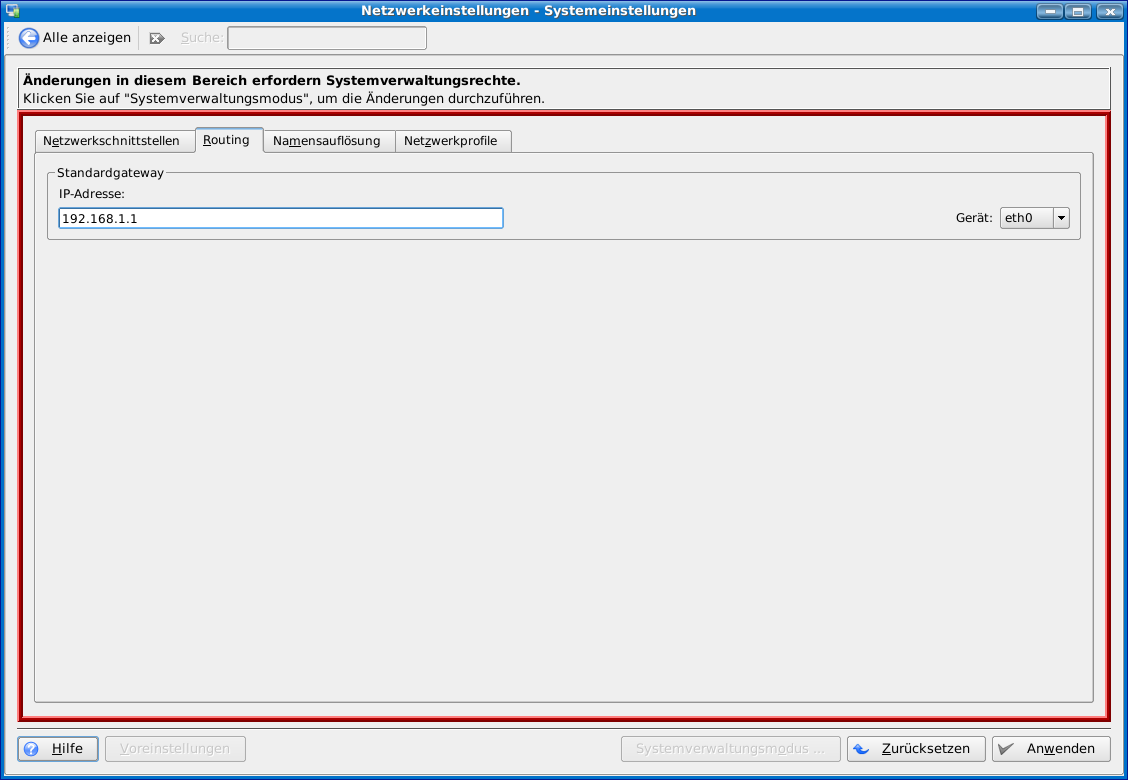 Netzwerkeinstellungen - Systemeinstellungen
Alle anzeigen Suche:
Änderungen in diesem Bereich erfordern Systemverwaltungsrechte.
Klicken Sie auf "Systemverwaltungsmodus", um die Änderungen durchzuführen.
Netzwerkschnittstellen Routing Namensauflösung Netzwerkprofile
Standardgateway
IP-Adresse:
192.168.1.1 Gerät: eth0
Hilfe Voreinstellungen Systemverwaltungsmodus ... Zurücksetzen Anwenden